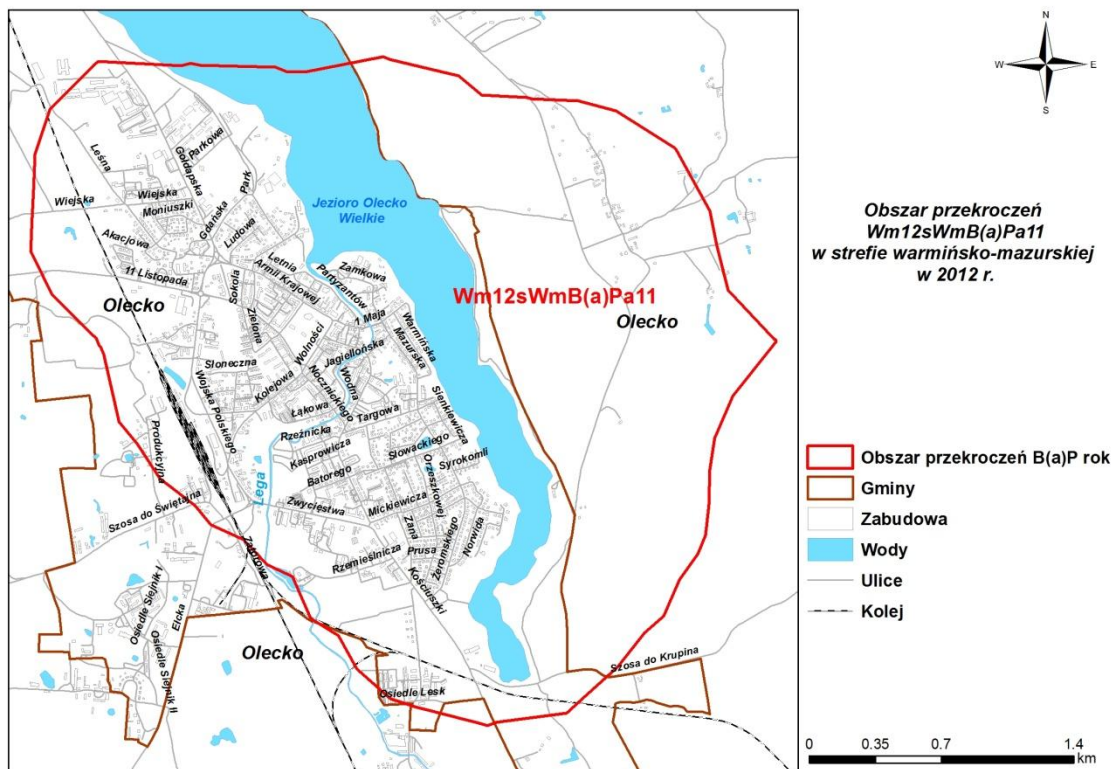 N
W
E
S
Obszar przekroczeń
Wm12sWmB(a)Pa11
w strefie warmińsko-mazurskiej
w 2012 r.
Parkowa
Gołdapska
Leśna
Park
Wiejska
Wiejska
Moniuszki
Gdańska
Ludowa
Akacjowa
Jezioro Olecko
Wielkie
11 Listopada
Letnia
Armii Krajowej
Partyzantów
Zamkowa
Sokola
Olecko
Zielona
Wm12sWmB(a)Pa11
Olecko
1 Maja
Warmińska
Mazurska
Wolności
Jagiellońska
Słoneczna
Kolejowa
Nocznickiego
Wodna
Wojska Polskiego
Łąkowa
Targowa
Sienkiewicza
Rzeźnicka
Kasprowicza
Słowackiego
Produkcyjna
Batorego
Orzeszkowej
Syrokomli
Lega
Zwycięstwa
Mickiewicza
Szosa do Świętajna
Zana
Żeromskiego
Norwida
Prusa
Rzemieślnicza
Kościuszki
Osiedle Siejnik I
Ełcka
Osiedle Siejnik II
Olecko
Szosa do Krupina
Osiedle Lesk
Obszar przekroczeń B(a)P rok
Gminy
Zabudowa
Wody
Ulice
Kolej
0 0.35 0.7 1.4
km